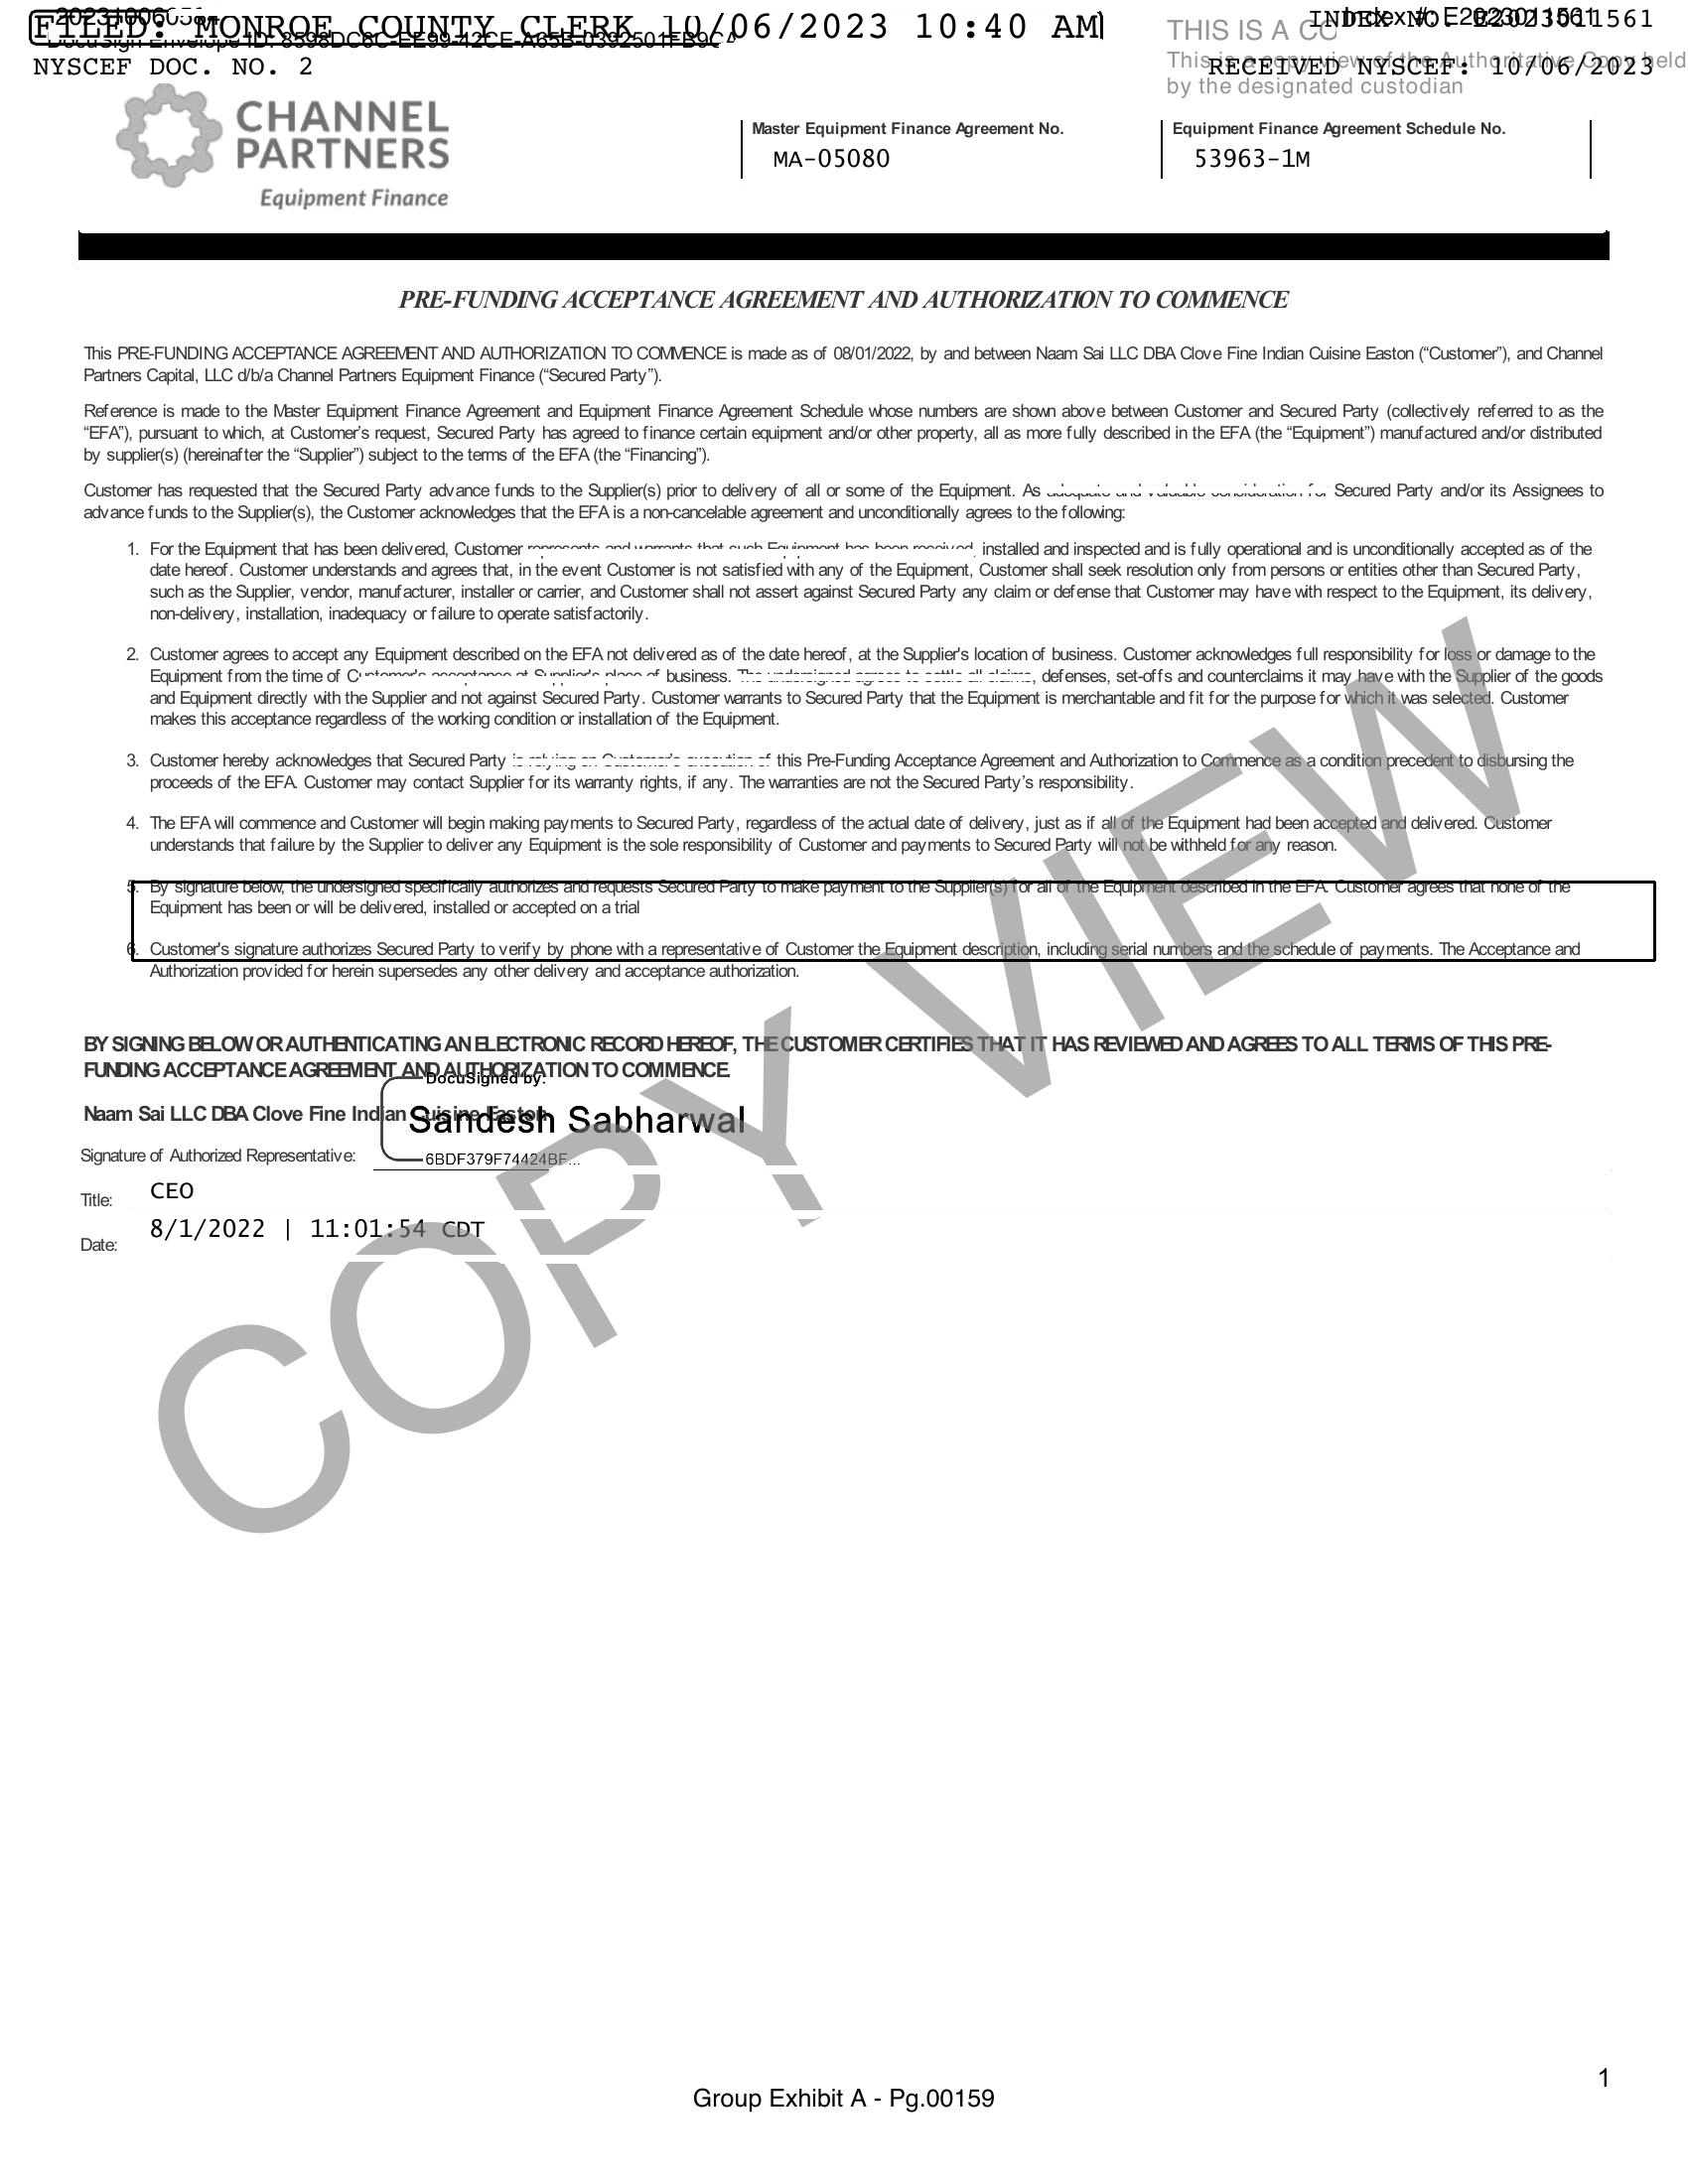 FILED: MONROE COUNTY CLERK 10/06/2023 10:40 AM
INDEX NO. E2023011561
NYSCEF DOC. NO. 2
RECEIVED NYSCEF: 10/06/2023
THIS IS A
by the designated custodian
CHANNEL
PARTNERS
Equipment Finance
Master Equipment Finance Agreement No.
MA-05080
Equipment Finance Agreement Schedule No.
53963-1M
PRE-FUNDING ACCEPTANCE AGREEMENT AND AUTHORIZATION TO COMMENCE
This PRE-FUNDING ACCEPTANCE AGREEMENT AND AUTHORIZATION TO COMMENCE is made as of 08/01/2022, by and between Naam Sai LLC DBA Clove Fine Indian Cuisine Easton (“Customer”), and Channel
Partners Capital, LLC d/b/a Channel Partners Equipment Finance (“Secured Party”).
Reference is made to the Master Equipment Finance Agreement and Equipment Finance Agreement Schedule whose numbers are shown above between Customer and Secured Party (collectively referred to as the
“EFA”), pursuant to which, at Customer’s request, Secured Party has agreed to finance certain equipment and/or other property, all as more fully described in the EFA (the “Equipment”) manufactured and/or distributed
by supplier(s) (hereinafter the “Supplier”) subject to the terms of the EFA (the “Financing”).
Customer has requested that the Secured Party advance funds to the Supplier(s) prior to delivery of all or some of the Equipment. As Secured Party and/or its Assignees to
advance funds to the Supplier(s), the Customer acknowledges that the EFA is a non-cancelable agreement and unconditionally agrees to the following:
1. For the Equipment that has been delivered, Customer represents and warrants that such Equipment has been received, installed and inspected and is fully operational and is unconditionally accepted as of the
date hereof. Customer understands and agrees that, in the event Customer is not satisfied with any of the Equipment, Customer shall seek resolution only from persons or entities other than Secured Party,
such as the Supplier, vendor, manufacturer, installer or carrier, and Customer shall not assert against Secured Party any claim or defense that Customer may have with respect to the Equipment, its delivery,
non-delivery, installation, inadequacy or failure to operate satisfactorily.
2. Customer agrees to accept any Equipment described on the EFA not delivered as of the date hereof, at the Supplier's location of business. Customer acknowledges full responsibility for loss or damage to the
Equipment from the time of Customer's acceptance at Supplier's place of business. The undersigned agrees to settle all claims, defenses, set-offs and counterclaims it may have with the Supplier of the goods
and Equipment directly with the Supplier and not against Secured Party. Customer warrants to Secured Party that the Equipment is merchantable and fit for the purpose for which it was selected. Customer
makes this acceptance regardless of the working condition or installation of the Equipment.
3. Customer hereby acknowledges that Secured Party is relying on Customer's execution of this Pre-Funding Acceptance Agreement and Authorization to Commence as a condition precedent to disbursing the
proceeds of the EFA. Customer may contact Supplier for its warranty rights, if any. The warranties are not the Secured Party’s responsibility.
4. The EFA will commence and Customer will begin making payments to Secured Party, regardless of the actual date of delivery, just as if all of the Equipment had been accepted and delivered. Customer
understands that failure by the Supplier to deliver any Equipment is the sole responsibility of Customer and payments to Secured Party will not be withheld for any reason.
5. By signature below, the undersigned specifically authorizes and requests Secured Party to make payment to the Supplier(s) for all of the Equipment described in the EFA. Customer agrees that none of the
Equipment has been or will be delivered, installed or accepted on a trial
6. Customer's signature authorizes Secured Party to verify by phone with a representative of Customer the Equipment description, including serial numbers and the schedule of payments. The Acceptance and
Authorization provided for herein supersedes any other delivery and acceptance authorization.
BY SIGNING BELOW OR AUTHENTICATING AN ELECTRONIC RECORD HEREOF, THE CUSTOMER CERTIFIES THAT IT HAS REVIEWED AND AGREES TO ALL TERMS OF THIS PRE-
FUNDING ACCEPTANCE AGREEMENT AND AUTHORIZATION TO COMMENCE.
DocuSigned by:
Naam Sai LLC DBA Clove Fine Indian Cuisine Easton
Sandesh Sabharwal
Signature of Authorized Representative:
6BDF379F74424BF...
Title: CEO
Date: 8/1/2022 | 11:01:54 CDT
COPY VIEW
1
Group Exhibit A - Pg.00159